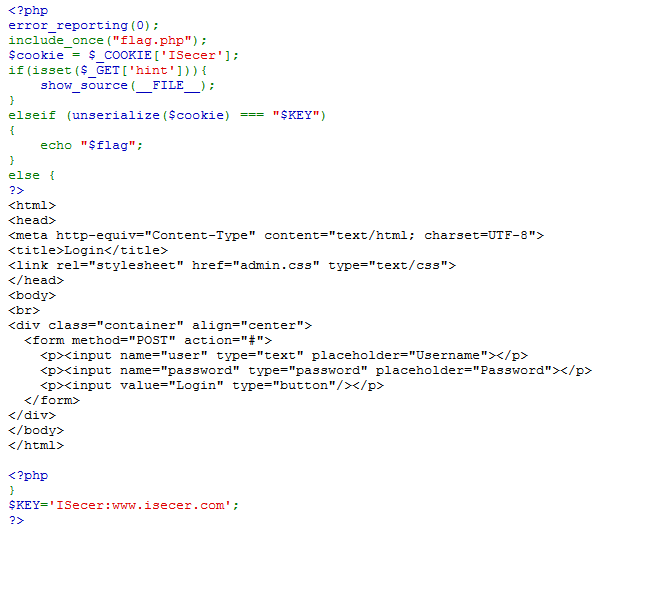 <?php
error_reporting(0);
include_once("flag.php");
$cookie = $_COOKIE['ISecer'];
if(isset($_GET['hint'])){
    show_source(__FILE__);
}
elseif (unserialize($cookie) === "$KEY")
{
    echo "$flag";
}
else {
?>
<html>
<head>
<meta http-equiv="Content-Type" content="text/html; charset=UTF-8">
<title>Login</title>
<link rel="stylesheet" href="admin.css" type="text/css">
</head>
<body>
<br>
<div class="container" align="center">
  <form method="POST" action="#">
    <p><input name="user" type="text" placeholder="Username"></p>
    <p><input name="password" type="password" placeholder="Password"></p>
    <p><input value="Login" type="button"/></p>
  </form>
</div>
</body>
</html>

<?php
}
$KEY='ISecer:www.isecer.com';
?>